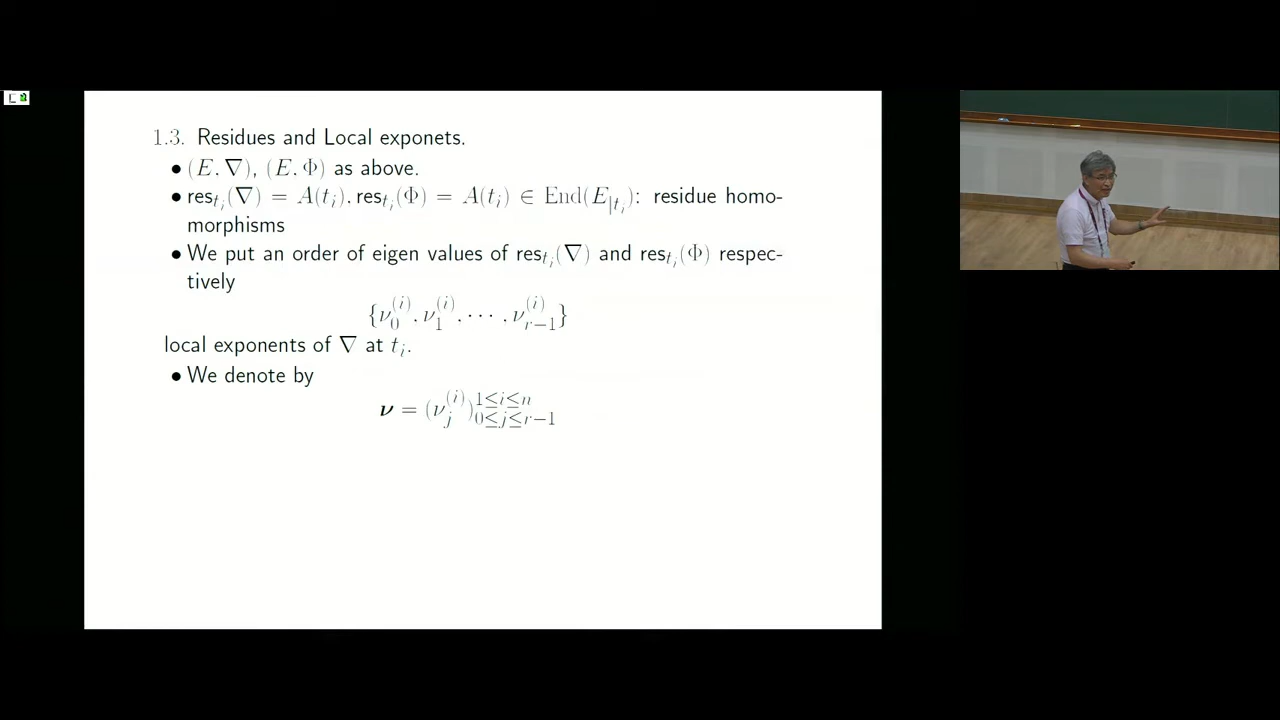 1.3. Residues and Local exponets.
• (E, ∇), (E, Φ) as above.
• res_{t_i}(∇) = A(t_i), res_{t_i}(Φ) = A(t_i) ∈ End(E_{|t_i}): residue homo-
morphisms
• We put an order of eigen values of res_{t_i}(∇) and res_{t_i}(Φ) respec-
tively
{ν_0^{(i)}, ν_1^{(i)}, ⋯ , ν_{r−1}^{(i)}}
local exponents of ∇ at t_i.
• We denote by
ν = (ν_j^{(i)})_{0≤j≤r−1}^{1≤i≤n}